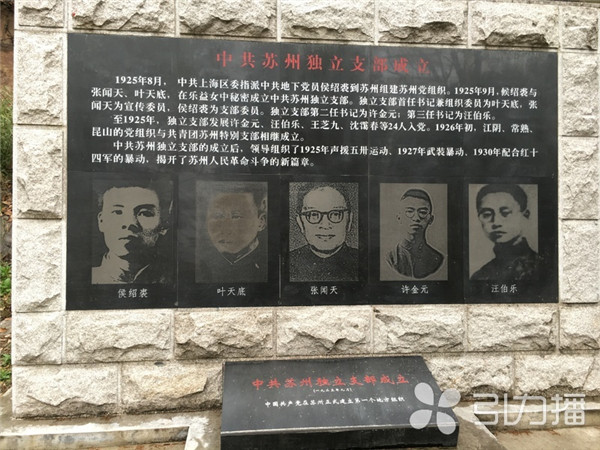 中共苏州独立支部成立
1925年8月，中共上海区委指派中共地下党员侯绍裘到苏州组建苏州党组织。1925年9月，候绍裘与
张闻天、叶天底，在乐益女中秘密成立中共苏州独立支部。独立支部首任书记兼组织委员为叶天底，张
闻天为宣传委员，侯绍裘为支部委员。独立支部第二任书记为许金元；第三任书记为汪伯乐。
至1925年，独立支部发展许金元、汪伯乐、王芝九、沈霭春等24人入党。1926年初，江阴、常熟、
昆山的党组织与共青团苏州特别支部相继成立。
中共苏州独立支部的成立后，领导组织了1925年声援五卅运动、1927年武装暴动、1930年配合红十
四军的暴动，揭开了苏州人民革命斗争的新篇章。
侯绍裘 叶天底 张闻天 许金元 汪伯乐
中共苏州独立支部成立
(一九二五年九月)
中国共产党在苏州正式建立第一个地方组织
引力播